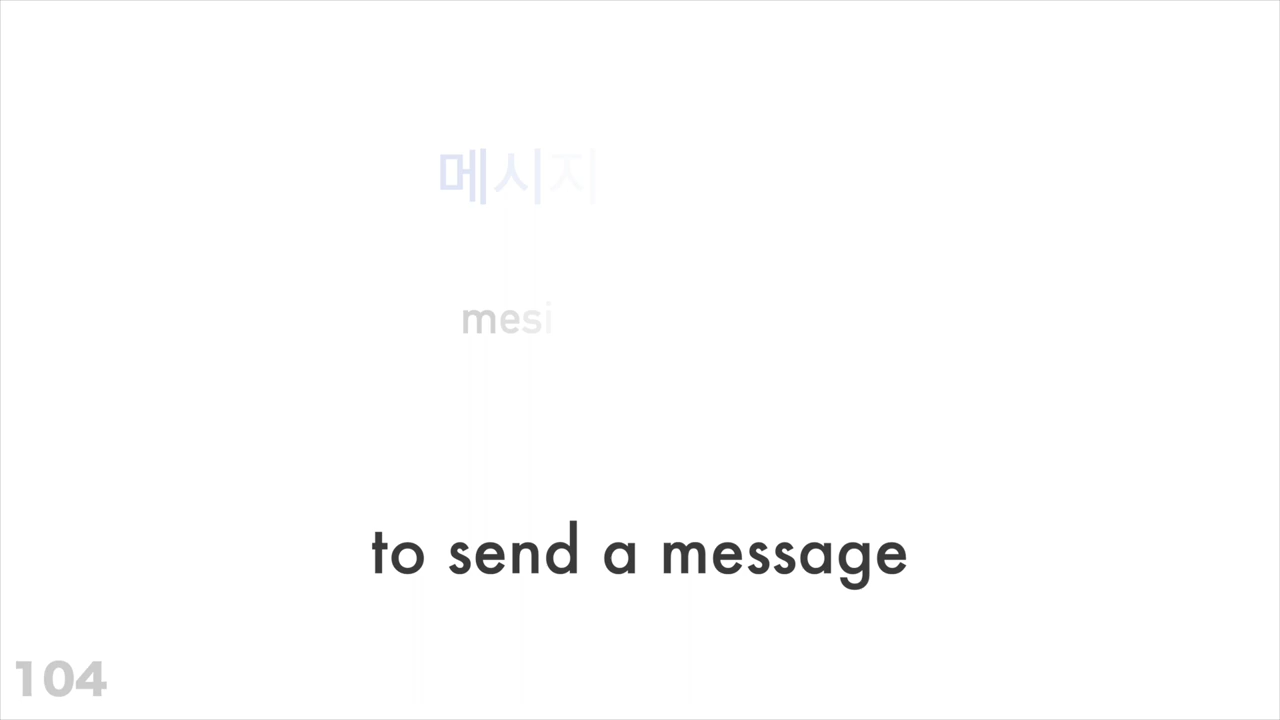 메시지
mesi
to send a message
104